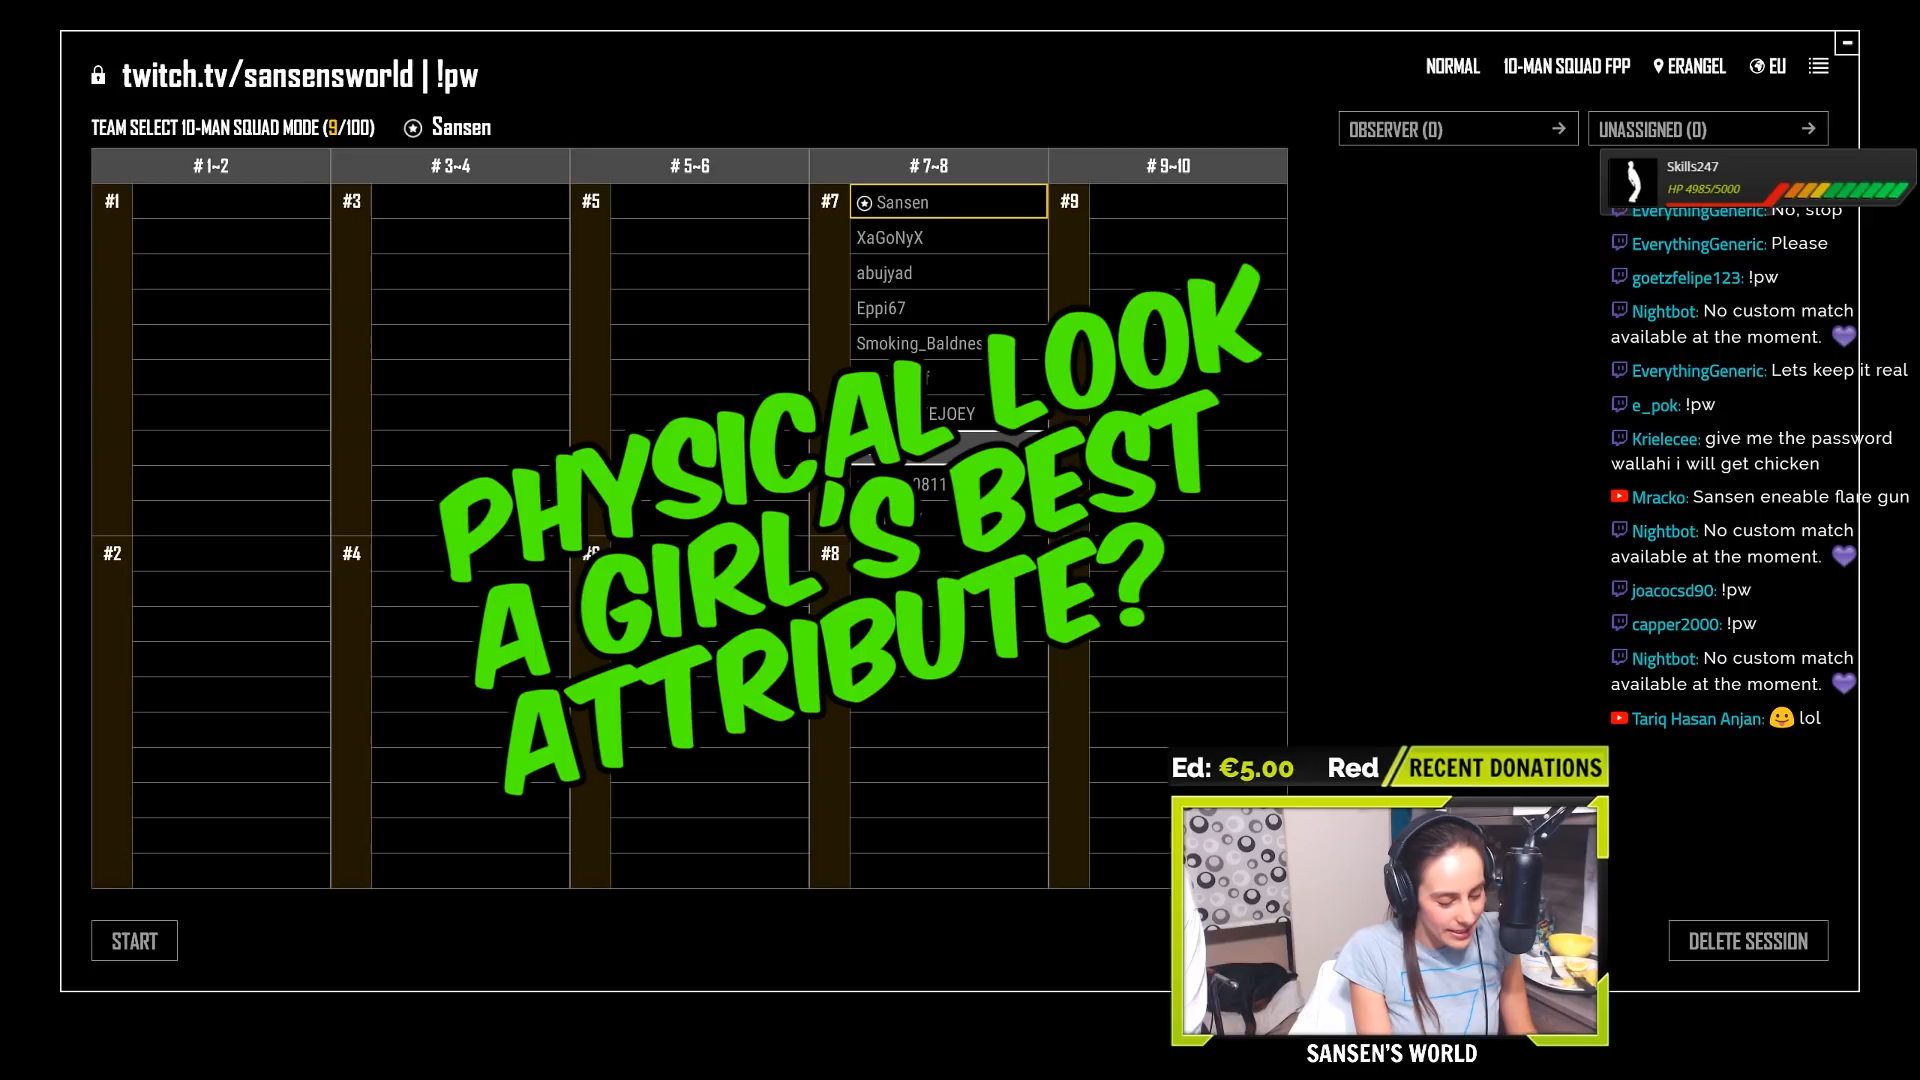 twitch.tv/sansensworld | !pw
NORMAL 10-MAN SQUAD FPP ERANGEL EU
TEAM SELECT 10-MAN SQUAD MODE (9/100) Sansen
OBSERVER (0) UNASSIGNED (0)
# 1~2 # 3~4 # 5~6 # 7~8 # 9~10
#1 #3 #5 #7 #9
Sansen
XaGoNyX
abujyad
Eppi67
Smoking_Baldnes
EJOEY
0811
#2 #4 #8
PHYSICAL LOOK
A GIRL'S BEST
ATTRIBUTE?
Skills247
HP 4985/5000
EverythingGeneric: No, stop
EverythingGeneric: Please
goetzfelipe123: !pw
Nightbot: No custom match
available at the moment.
EverythingGeneric: Lets keep it real
e_pok: !pw
Krielecee: give me the password
wallahi i will get chicken
Mracko: Sansen eneable flare gun
Nightbot: No custom match
available at the moment.
joacocsd90: !pw
capper2000: !pw
Nightbot: No custom match
available at the moment.
Tariq Hasan Anjan: 😛 lol
Ed: €5.00 Red RECENT DONATIONS
START
DELETE SESSION
SANSEN'S WORLD